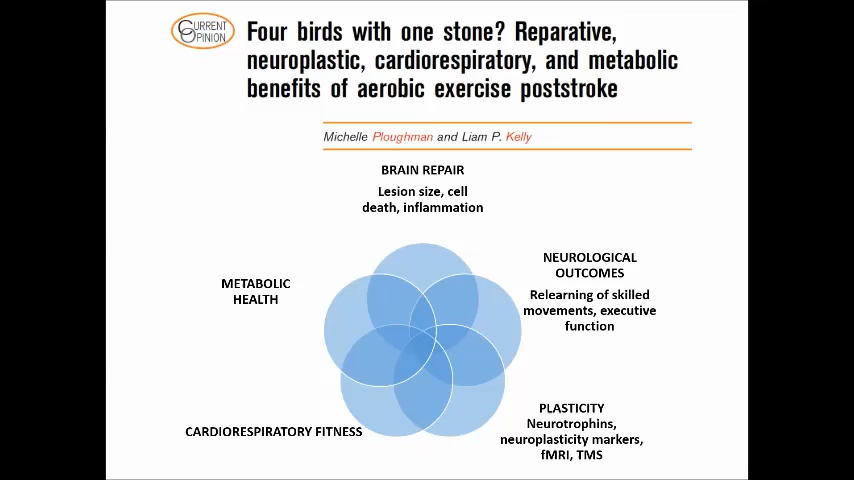 CURRENT
OPINION
Four birds with one stone? Reparative,
neuroplastic, cardiorespiratory, and metabolic
benefits of aerobic exercise poststroke
Michelle Ploughman and Liam P. Kelly
BRAIN REPAIR
Lesion size, cell
death, inflammation
NEUROLOGICAL
OUTCOMES
Relearning of skilled
movements, executive
function
METABOLIC
HEALTH
PLASTICITY
Neurotrophins,
neuroplasticity markers,
fMRI, TMS
CARDIORESPIRATORY FITNESS